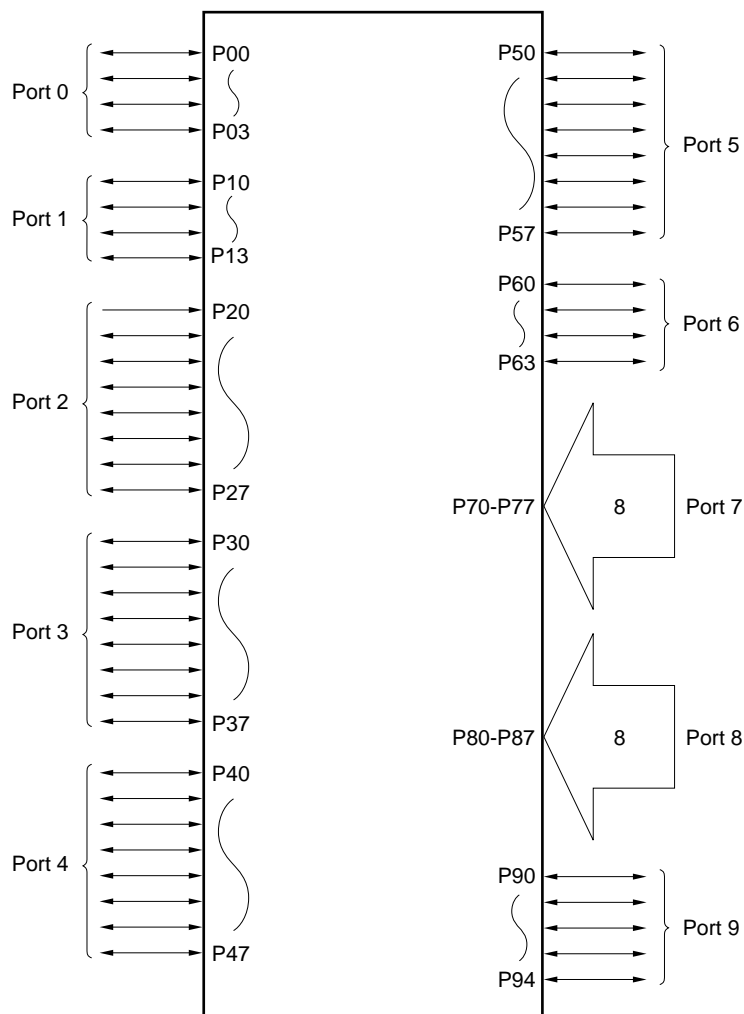 Port 0
P00
P03
Port 1
P10
P13
Port 2
P20
P27
Port 3
P30
P37
Port 4
P40
P47
P50
P57
Port 5
P60
P63
Port 6
P70-P77
8
Port 7
P80-P87
8
Port 8
P90
P94
Port 9